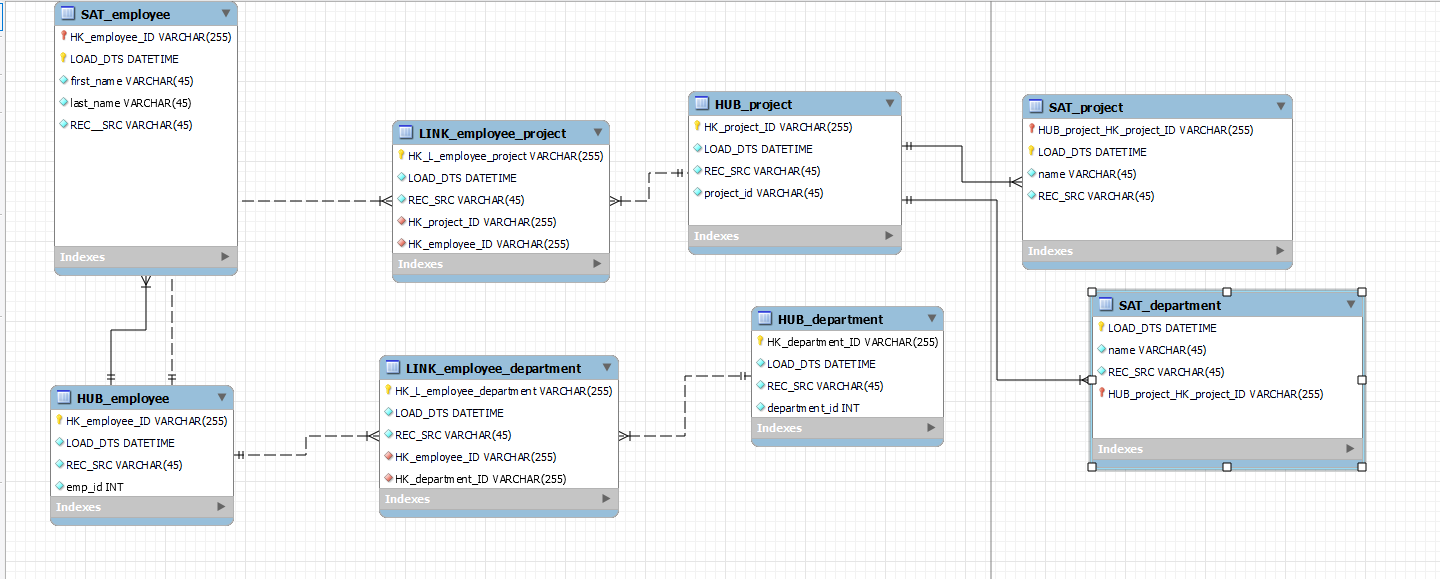 SAT_employee
HK_employee_ID VARCHAR(255)
LOAD_DTS DATETIME
first_name VARCHAR(45)
last_name VARCHAR(45)
REC__SRC VARCHAR(45)
Indexes
LINK_employee_project
HK_L_employee_project VARCHAR(255)
LOAD_DTS DATETIME
REC_SRC VARCHAR(45)
HK_project_ID VARCHAR(255)
HK_employee_ID VARCHAR(255)
Indexes
HUB_project
HK_project_ID VARCHAR(255)
LOAD_DTS DATETIME
REC_SRC VARCHAR(45)
project_id VARCHAR(45)
Indexes
SAT_project
HUB_project_HK_project_ID VARCHAR(255)
LOAD_DTS DATETIME
name VARCHAR(45)
REC_SRC VARCHAR(45)
Indexes
HUB_employee
HK_employee_ID VARCHAR(255)
LOAD_DTS DATETIME
REC_SRC VARCHAR(45)
emp_id INT
Indexes
LINK_employee_department
HK_L_employee_department VARCHAR(255)
LOAD_DTS DATETIME
REC_SRC VARCHAR(45)
HK_employee_ID VARCHAR(255)
HK_department_ID VARCHAR(255)
Indexes
HUB_department
HK_department_ID VARCHAR(255)
LOAD_DTS DATETIME
REC_SRC VARCHAR(45)
department_id INT
Indexes
SAT_department
LOAD_DTS DATETIME
name VARCHAR(45)
REC_SRC VARCHAR(45)
HUB_project_HK_project_ID VARCHAR(255)
Indexes